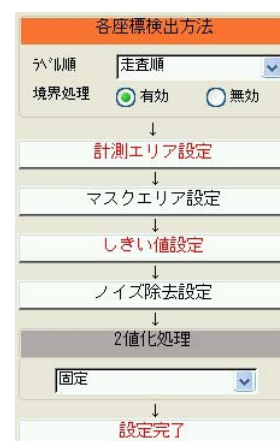 各座標検出方法
ﾗﾍﾞﾙ順 走査順
境界処理 有効 無効
↓
計測エリア設定
↓
マスクエリア設定
↓
しきい値設定
↓
ノイズ除去設定
↓
2値化処理
固定
↓
設定完了